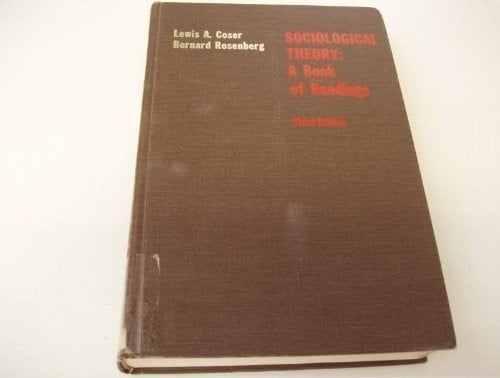 Lewis A. Coser
Bernard Rosenberg
SOCIOLOGICAL
THEORY:
A Book
of Readings
Third Edition